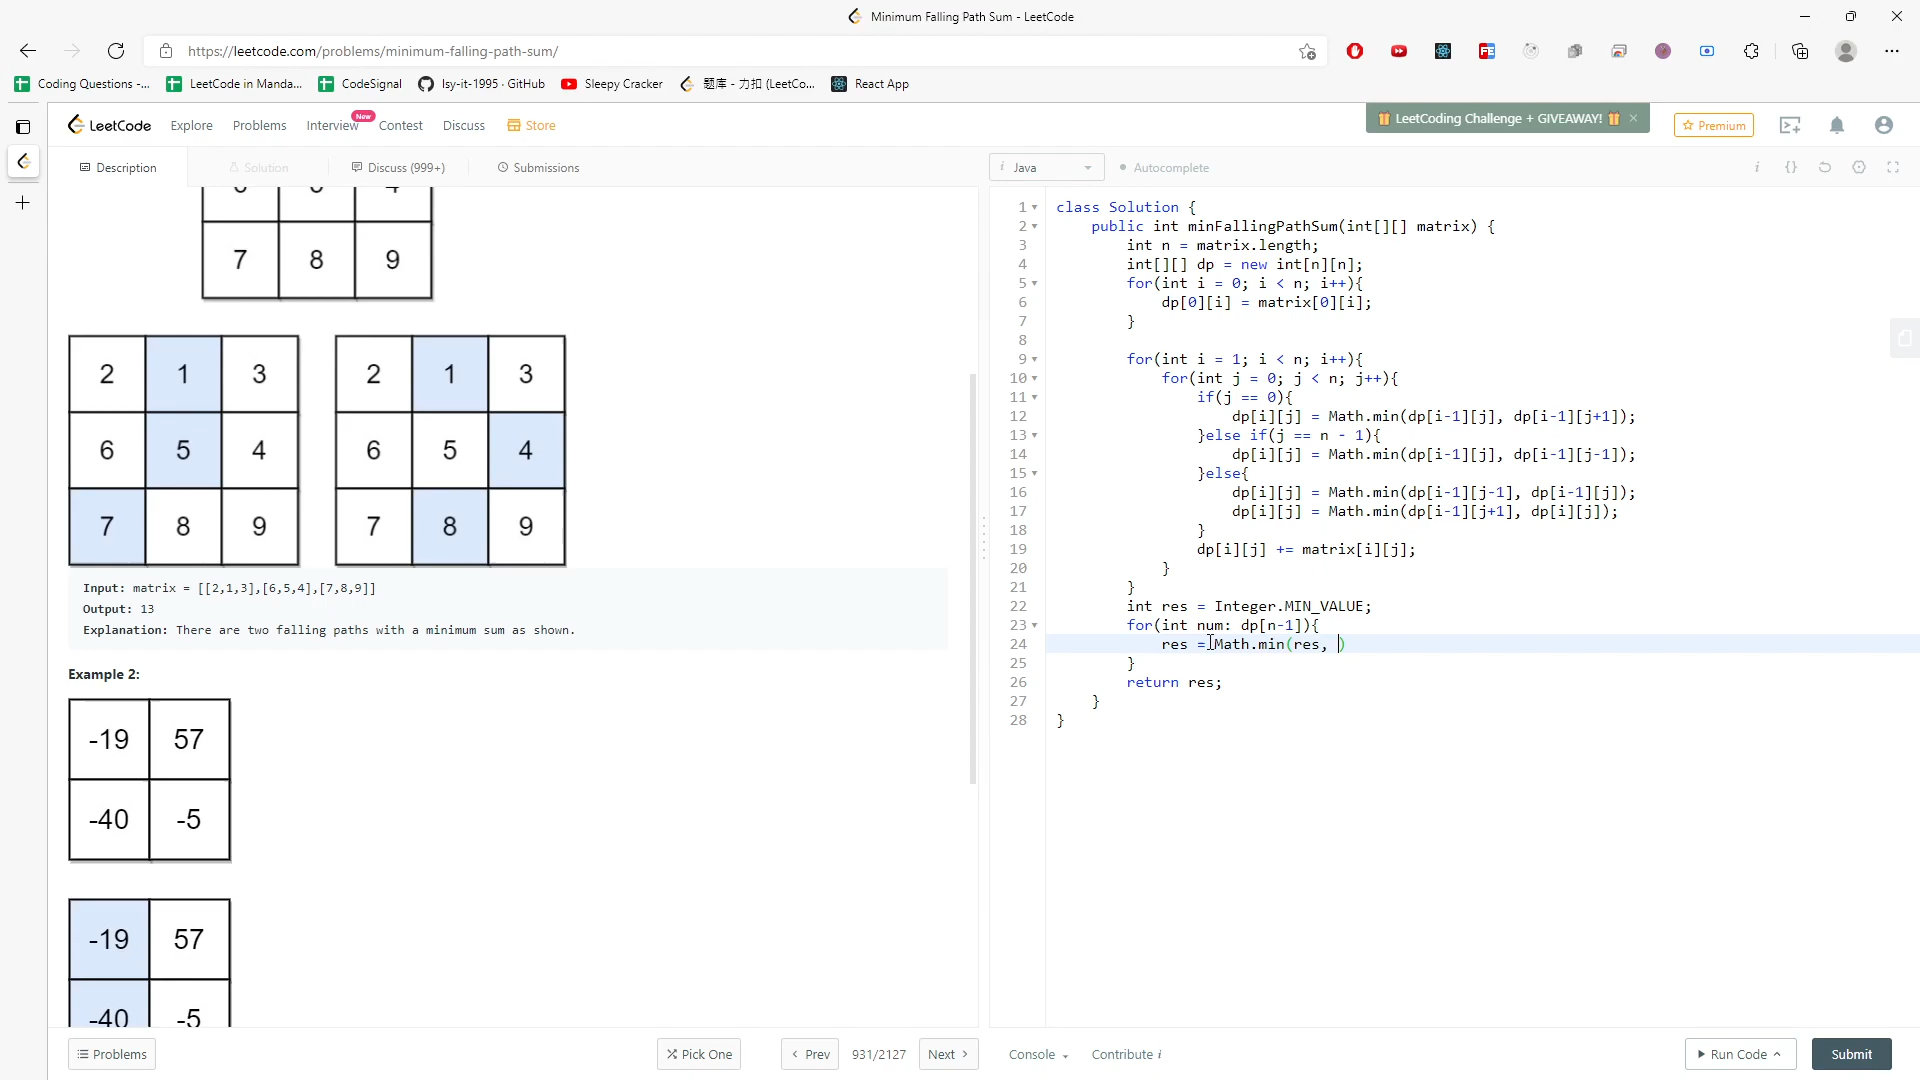 Minimum Falling Path Sum - LeetCode
https://leetcode.com/problems/minimum-falling-path-sum/
Coding Questions -... LeetCode in Manda... CodeSignal lsy-it-1995 · GitHub Sleepy Cracker 题库 - 力扣 (LeetCo... React App
LeetCode Explore Problems Interview New Contest Discuss Store
LeetCoding Challenge + GIVEAWAY! × Premium
Description Solution Discuss (999+) Submissions
i Java Autocomplete
7 8 9
2 1 3 2 1 3
6 5 4 6 5 4
7 8 9 7 8 9
Input: matrix = [[2,1,3],[6,5,4],[7,8,9]]
Output: 13
Explanation: There are two falling paths with a minimum sum as shown.
Example 2:
-19 57
-40 -5
-19 57
-40 -5
1 class Solution {
2 public int minFallingPathSum(int[][] matrix) {
3 int n = matrix.length;
4 int[][] dp = new int[n][n];
5 for(int i = 0; i < n; i++){
6 dp[0][i] = matrix[0][i];
7 }
8
9 for(int i = 1; i < n; i++){
10 for(int j = 0; j < n; j++){
11 if(j == 0){
12 dp[i][j] = Math.min(dp[i-1][j], dp[i-1][j+1]);
13 }else if(j == n - 1){
14 dp[i][j] = Math.min(dp[i-1][j], dp[i-1][j-1]);
15 }else{
16 dp[i][j] = Math.min(dp[i-1][j-1], dp[i-1][j]);
17 dp[i][j] = Math.min(dp[i-1][j+1], dp[i][j]);
18 }
19 dp[i][j] += matrix[i][j];
20 }
21 }
22 int res = Integer.MIN_VALUE;
23 for(int num: dp[n-1]){
24 res = Math.min(res, )
25 }
26 return res;
27 }
28 }
Problems Pick One < Prev 931/2127 Next > Console Contribute i Run Code Submit